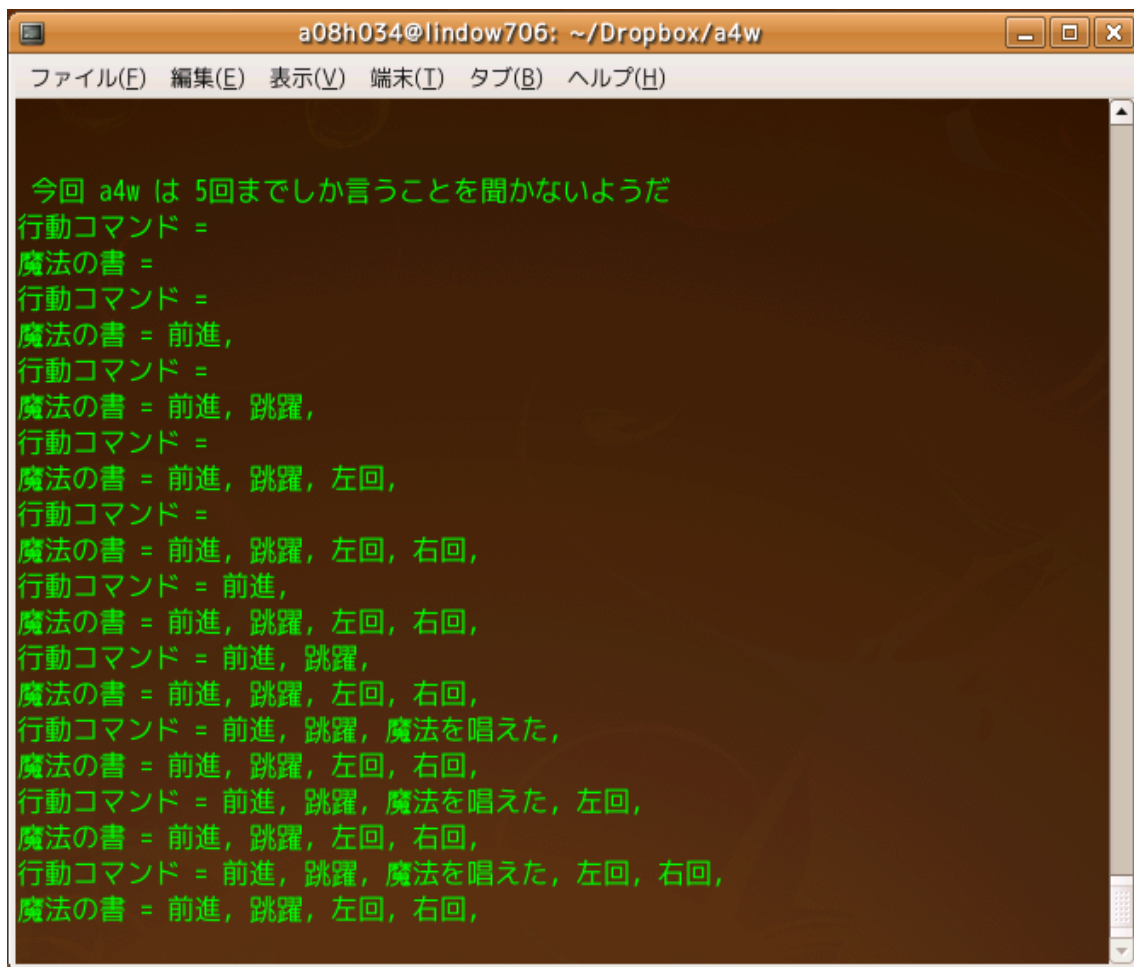 a08h034@lindow706: ~/Dropbox/a4w
ファイル(F) 編集(E) 表示(V) 端末(T) タブ(B) ヘルプ(H)
今回 a4w は 5回までしか言うことを聞かないようだ
行動コマンド =
魔法の書 =
行動コマンド =
魔法の書 = 前進,
行動コマンド =
魔法の書 = 前進, 跳躍,
行動コマンド =
魔法の書 = 前進, 跳躍, 左回,
行動コマンド =
魔法の書 = 前進, 跳躍, 左回, 右回,
行動コマンド = 前進,
魔法の書 = 前進, 跳躍, 左回, 右回,
行動コマンド = 前進, 跳躍,
魔法の書 = 前進, 跳躍, 左回, 右回,
行動コマンド = 前進, 跳躍, 魔法を唱えた,
魔法の書 = 前進, 跳躍, 左回, 右回,
行動コマンド = 前進, 跳躍, 魔法を唱えた, 左回,
魔法の書 = 前進, 跳躍, 左回, 右回,
行動コマンド = 前進, 跳躍, 魔法を唱えた, 左回, 右回,
魔法の書 = 前進, 跳躍, 左回, 右回,